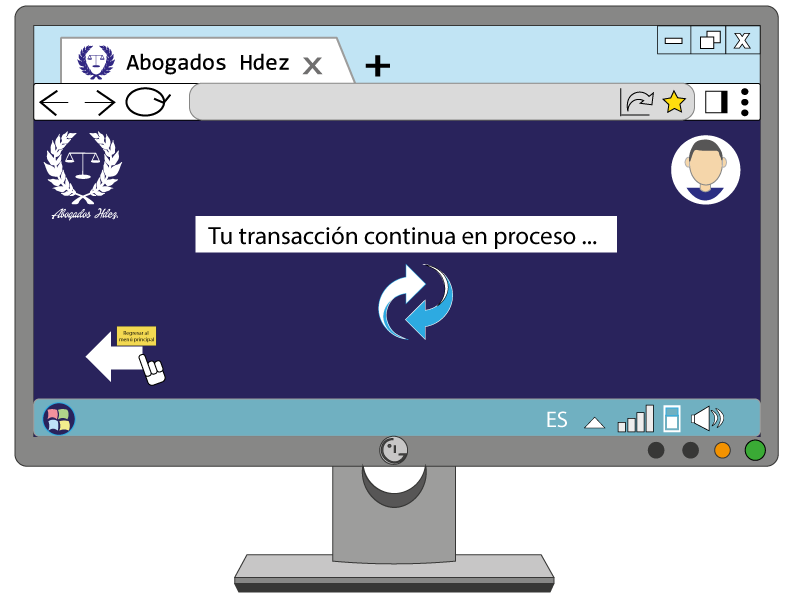 Abogados Hdez X
Abogados Hdez.
Tu transacción continua en proceso ...
Regresar al
menú principal
ES